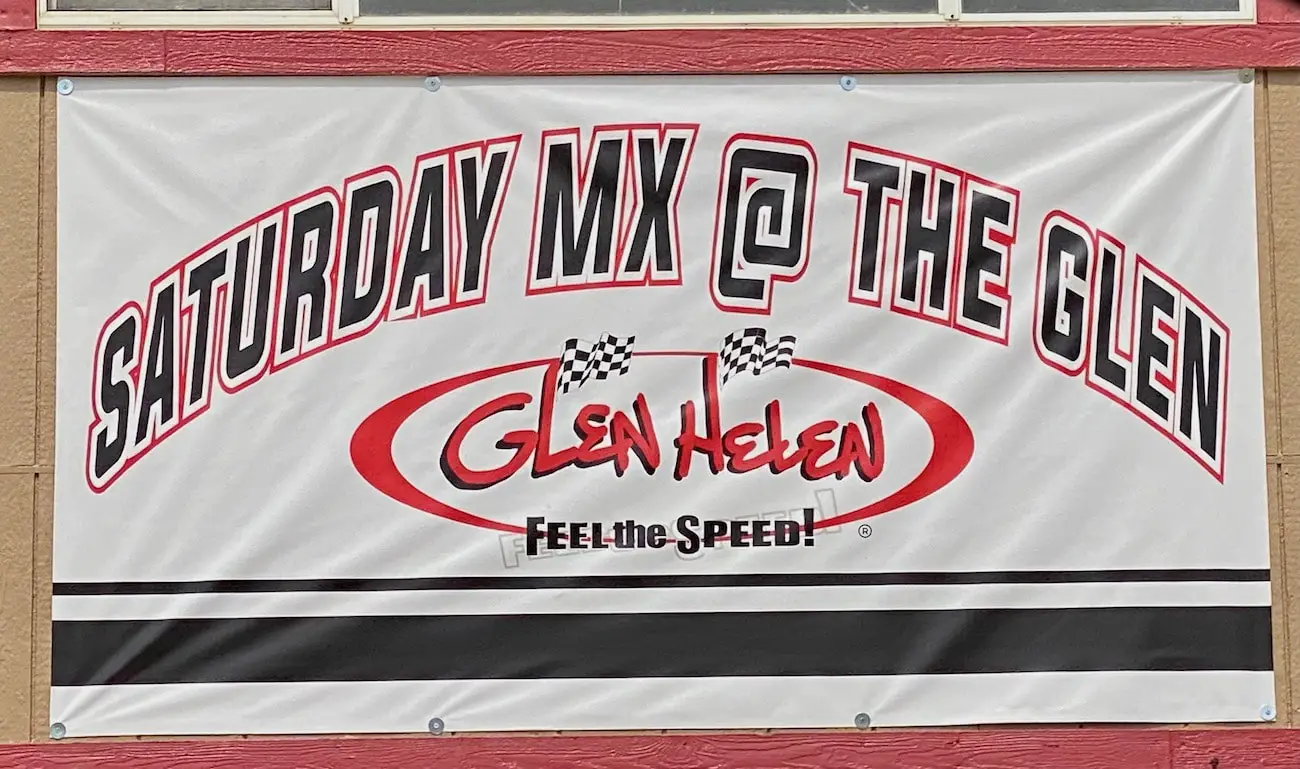 SATURDAY MX @ THE GLEN
GLEN HELEN
FEEL the SPEED! ®